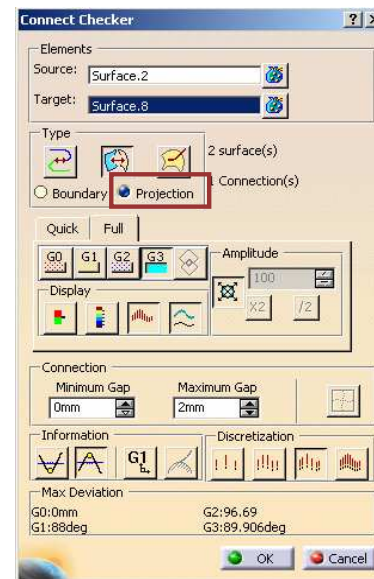 Connect Checker
Elements
Source: Surface.2
Target: Surface.8
Type
2 surface(s)
Boundary Projection
1 Connection(s)
Quick Full
G0 G1 G2 G3
Amplitude
100
X2 /2
Display
Connection
Minimum Gap Maximum Gap
0mm 2mm
Information
G1
Discretization
Max Deviation
G0:0mm G2:96.69
G1:88deg G3:89.906deg
OK Cancel